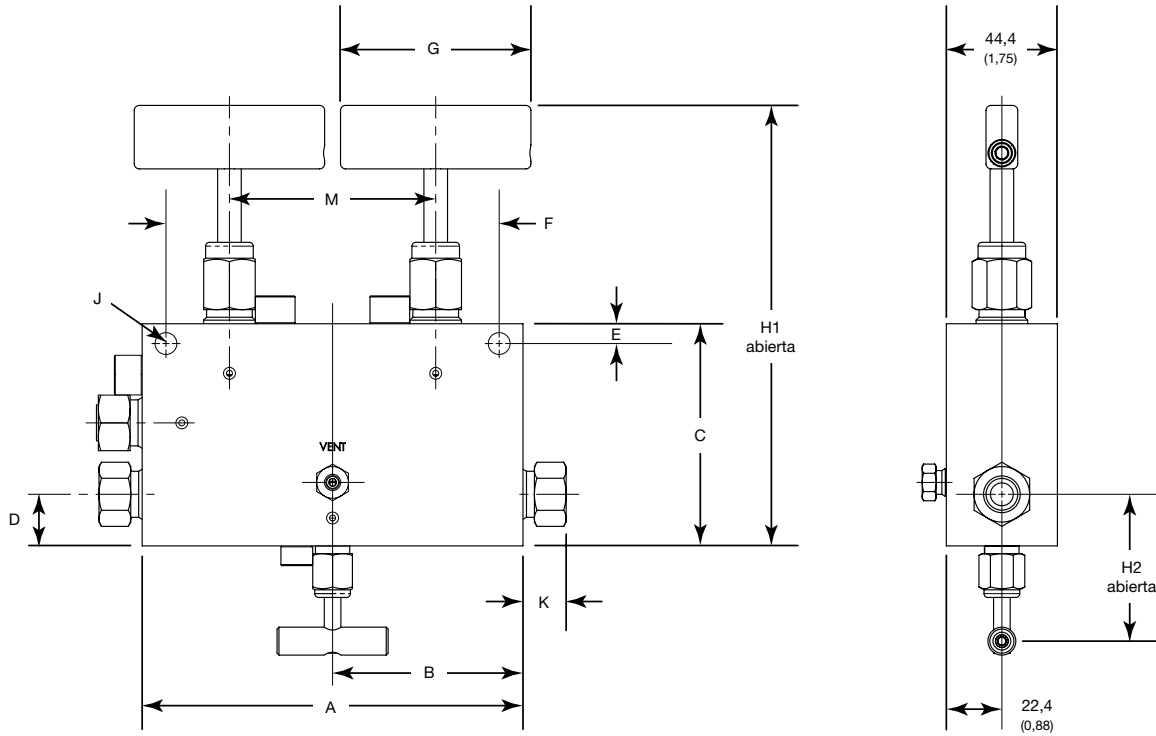 G
44,4
(1,75)
M
F
J
E
H1
abierta
C
VENT
D
H2
abierta
K
B
A
22,4
(0,88)